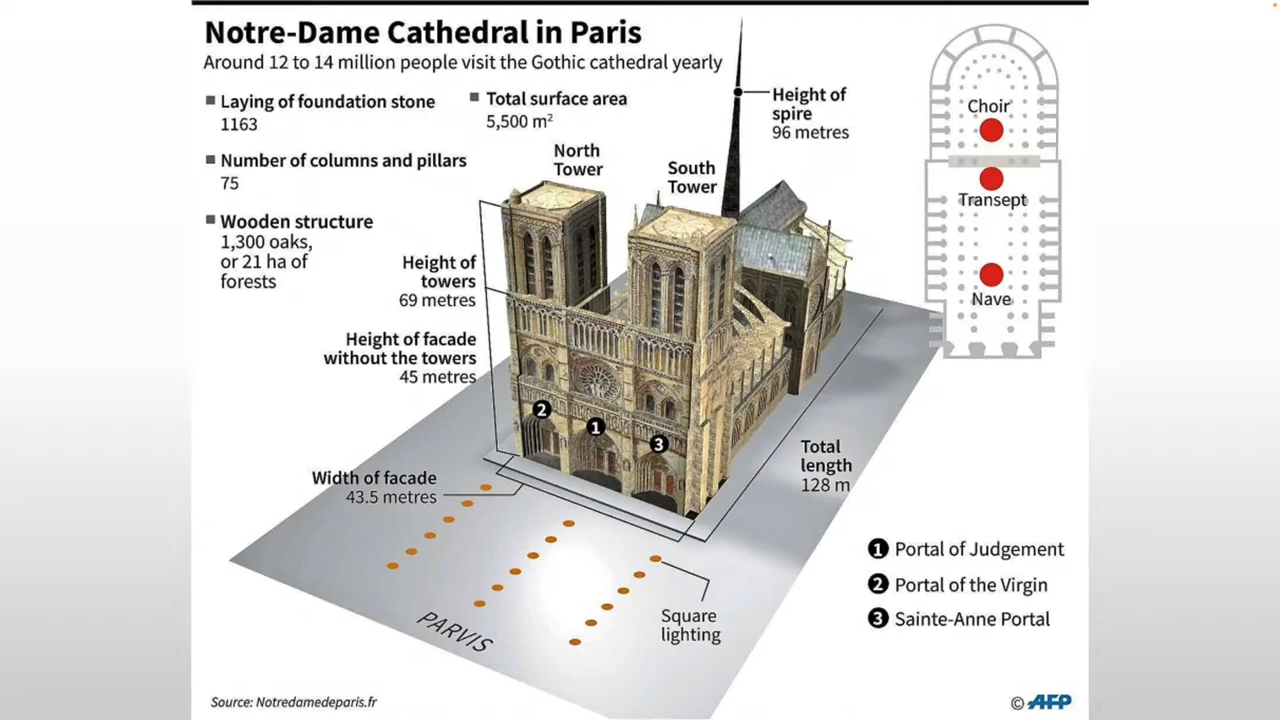 Notre-Dame Cathedral in Paris
Around 12 to 14 million people visit the Gothic cathedral yearly
Laying of foundation stone
1163
Number of columns and pillars
75
Wooden structure
1,300 oaks,
or 21 ha of
forests
Total surface area
5,500 m²
North
Tower
South
Tower
Height of
spire
96 metres
Choir
Transept
Nave
Height of
towers
69 metres
Height of facade
without the towers
45 metres
2
1
3
Width of facade
43.5 metres
Total
length
128 m
Square
lighting
PARVIS
1 Portal of Judgement
2 Portal of the Virgin
3 Sainte-Anne Portal
Source: Notredamedeparis.fr
© AFP